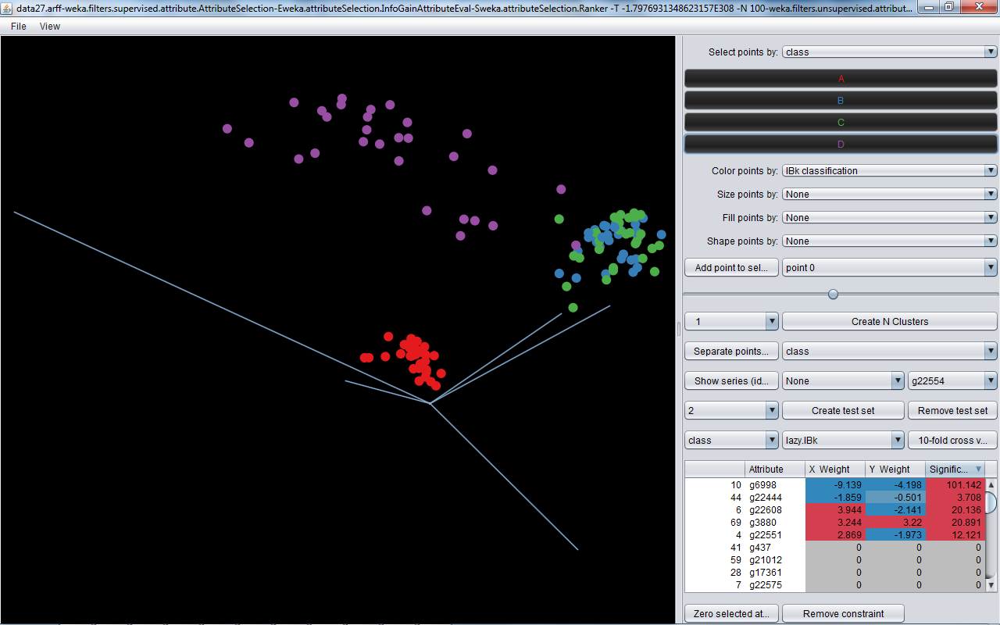 data27.arff-weka.filters.supervised.attribute.AttributeSelection-Eweka.attributeSelection.InfoGainAttributeEval-Sweka.attributeSelection.Ranker -T -1.7976931348623157E308 -N 100-weka.filters.unsupervised.attribut...
File View
Select points by: class
A
B
C
D
Color points by: IBk classification
Size points by: None
Fill points by: None
Shape points by: None
Add point to sel... point 0
1 Create N Clusters
Separate points... class
Show series (id... None g22554
2 Create test set Remove test set
class lazy.IBk 10-fold cross v...
Attribute X Weight Y Weight Signific...
10 g6998 -9.139 -4.198 101.142
44 g22444 -1.859 -0.501 3.708
6 g22608 3.944 -2.141 20.136
69 g3880 3.244 3.22 20.891
4 g22551 2.869 -1.973 12.121
41 g437 0 0 0
59 g21012 0 0 0
28 g17361 0 0 0
7 g22575 0 0 0
Zero selected at... Remove constraint